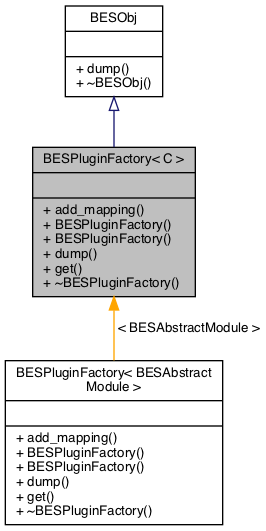 BESObj
+ dump()
+ ~BESObj()
BESPluginFactory< C >
+ add_mapping()
+ BESPluginFactory()
+ BESPluginFactory()
+ dump()
+ get()
+ ~BESPluginFactory()
< BESAbstractModule >
BESPluginFactory< BESAbstract
Module >
+ add_mapping()
+ BESPluginFactory()
+ BESPluginFactory()
+ dump()
+ get()
+ ~BESPluginFactory()